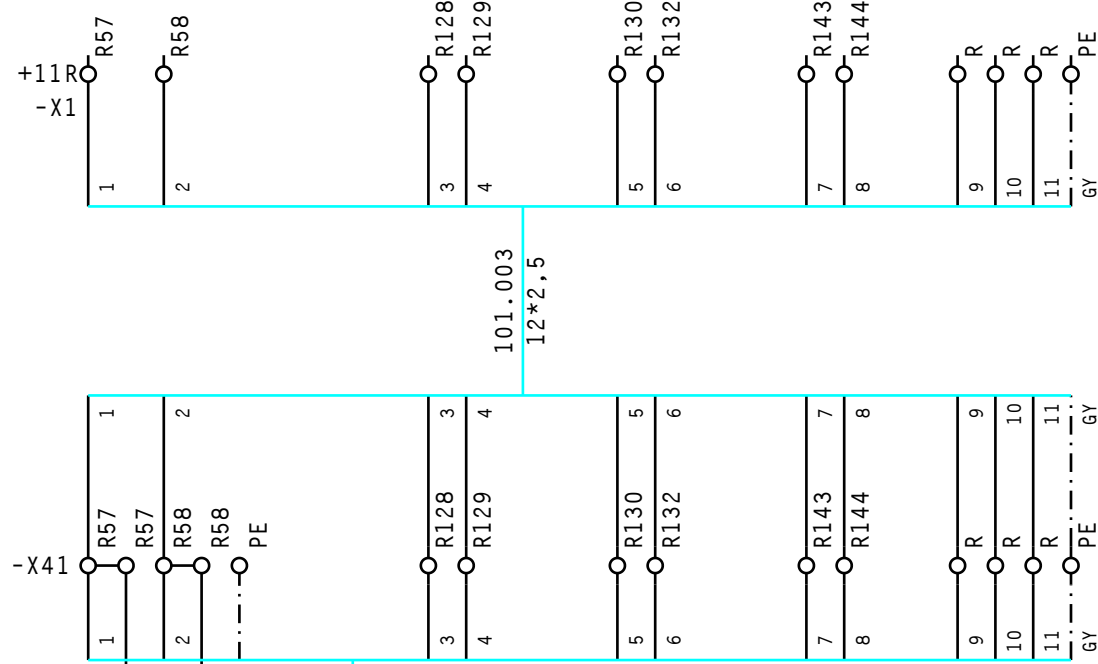 R57 R58 R128 R129 R130 R132 R143 R144 R R R PE
+11R
-X1
1 2 3 4 5 6 7 8 9 10 11 GY
101.003
12*2,5
1 2 3 4 5 6 7 8 9 10 11 GY
R57 R57 R58 R58 PE R128 R129 R130 R132 R143 R144 R R R PE
-X41
1 2 3 4 5 6 7 8 9 10 11 GY